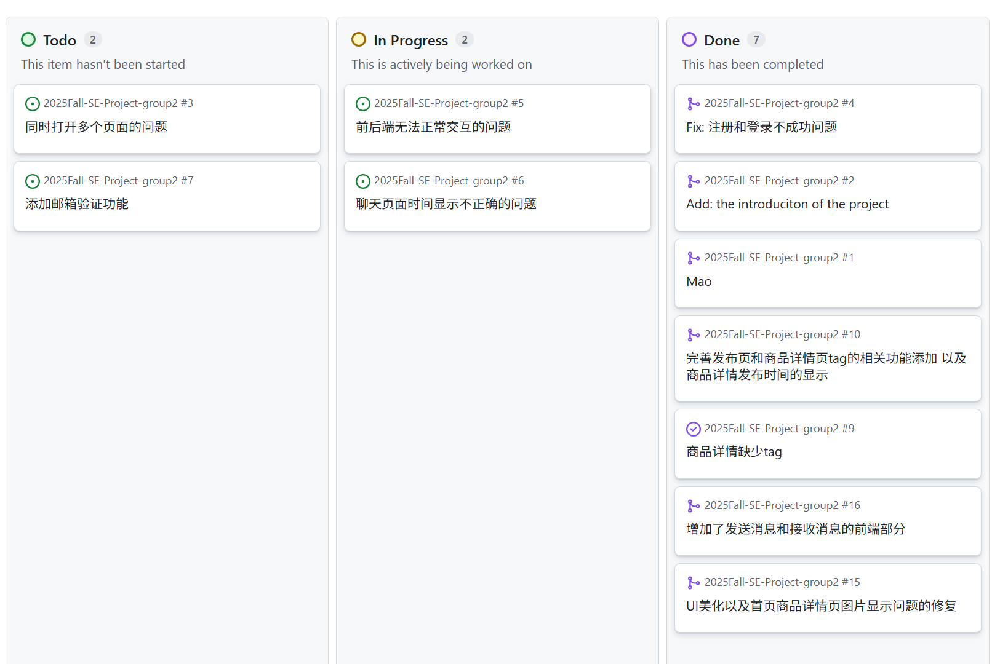 Todo 2
This item hasn't been started
2025Fall-SE-Project-group2 #3
同时打开多个页面的问题
2025Fall-SE-Project-group2 #7
添加邮箱验证功能
In Progress 2
This is actively being worked on
2025Fall-SE-Project-group2 #5
前后端无法正常交互的问题
2025Fall-SE-Project-group2 #6
聊天页面时间显示不正确的问题
Done 7
This has been completed
2025Fall-SE-Project-group2 #4
Fix: 注册和登录不成功问题
2025Fall-SE-Project-group2 #2
Add: the introduciton of the project
2025Fall-SE-Project-group2 #1
Mao
2025Fall-SE-Project-group2 #10
完善发布页和商品详情页tag的相关功能添加 以及
商品详情发布时间的显示
2025Fall-SE-Project-group2 #9
商品详情缺少tag
2025Fall-SE-Project-group2 #16
增加了发送消息和接收消息的前端部分
2025Fall-SE-Project-group2 #15
UI美化以及首页商品详情页图片显示问题的修复